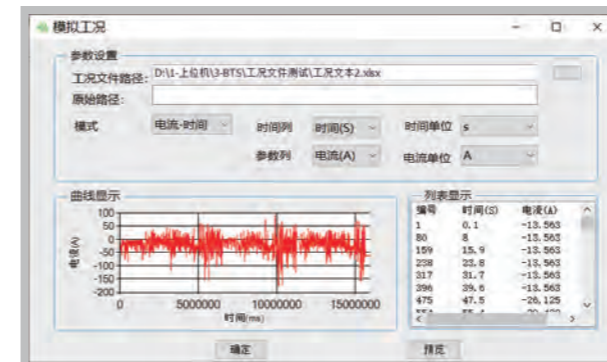 模拟工况
参数设置
工况文件路径: D:\1-上位机\3-BTS\工况文件测试\工况文本2.xlsx
原始路径:
模式 电流-时间 时间列 时间(S) 时间单位 s
参数列 电流(A) 电流单位 A
曲线显示
电流(A)
100
50
0
-50
-100
-150
-200
0 5000000 10000000 15000000
时间(ms)
列表显示
编号 时间(S) 电流(A)
1 0.1 -13.563
80 8 -13.563
159 15.9 -13.563
238 23.8 -13.563
317 31.7 -13.563
396 39.6 -13.563
475 47.5 -26.125
确定 预览